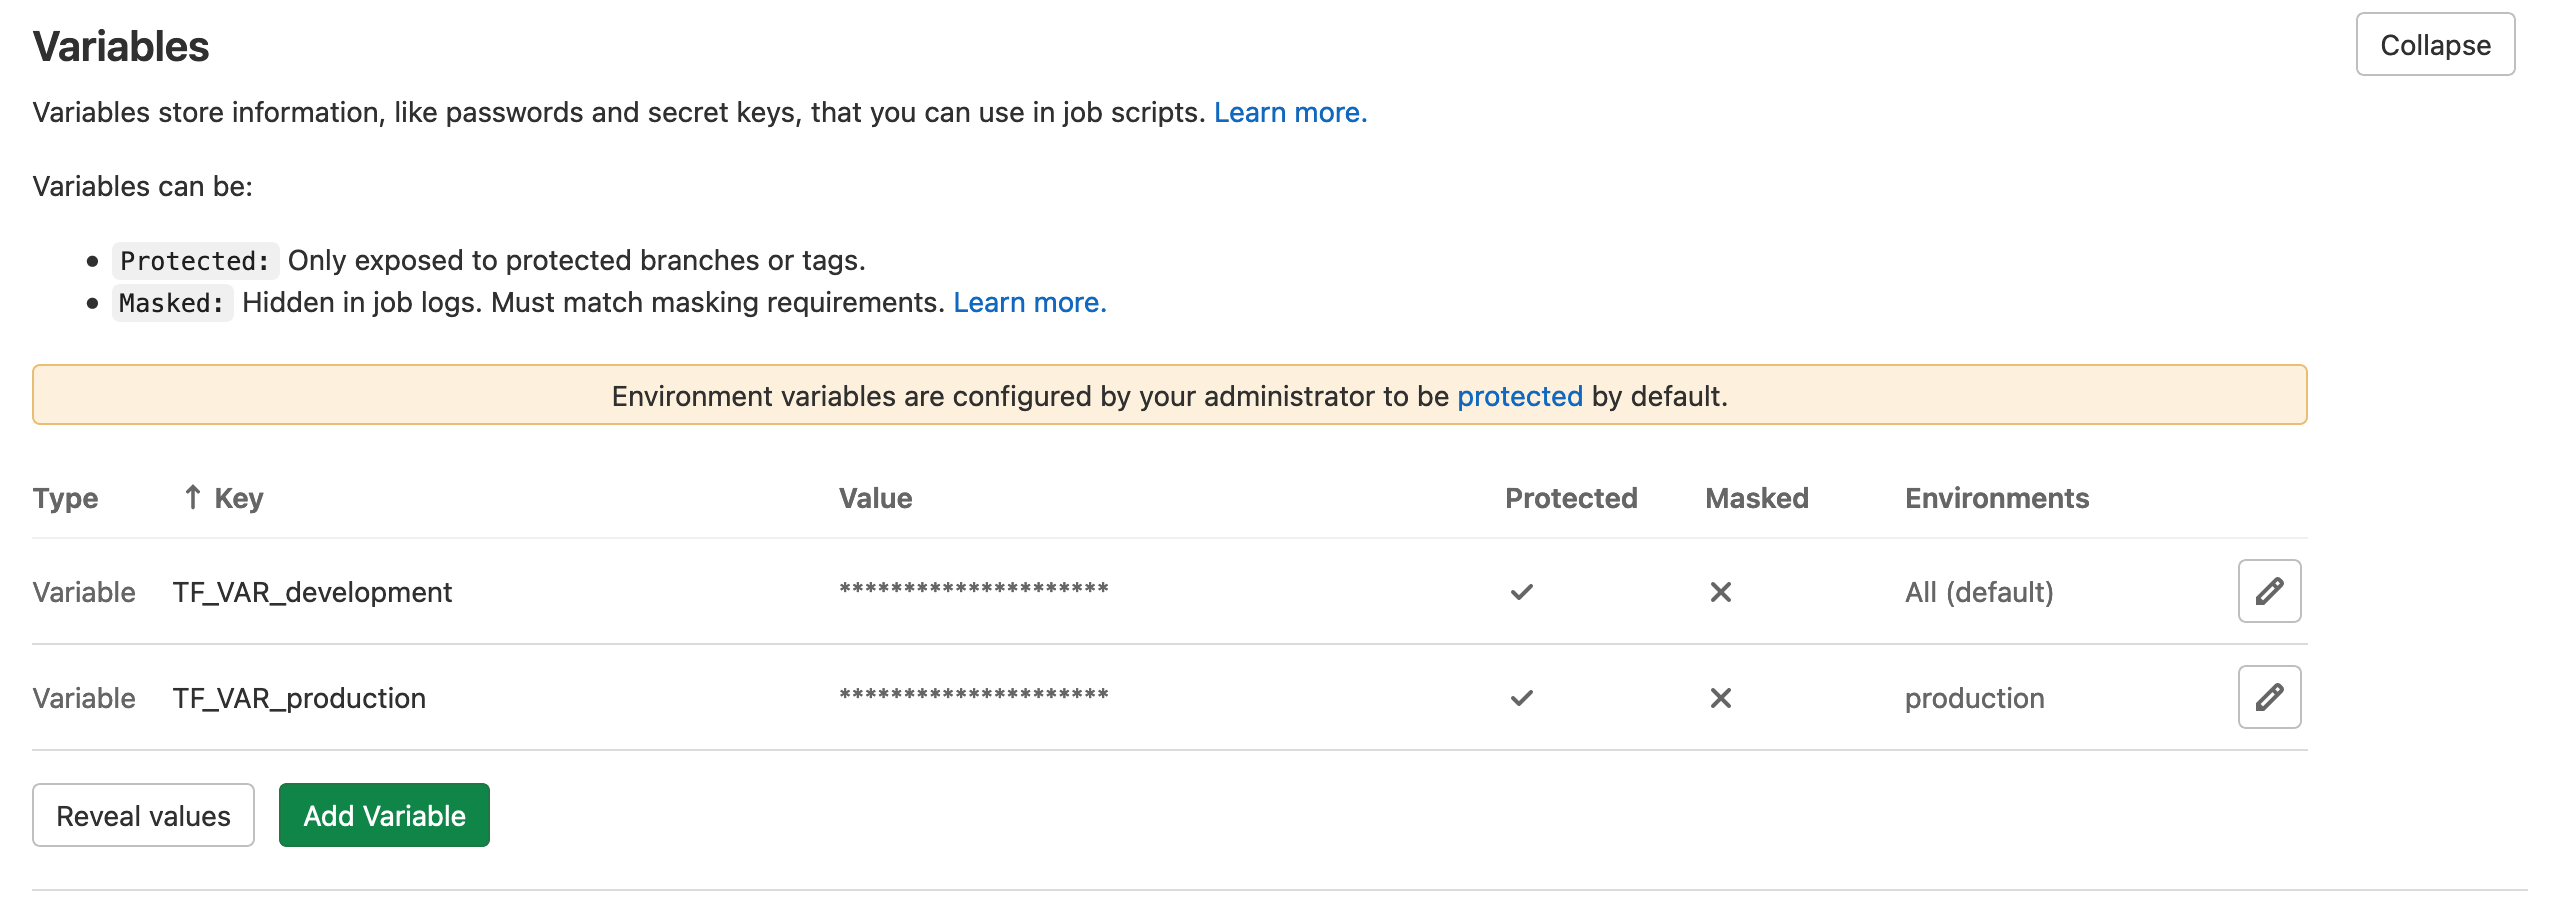 Variables
Collapse
Variables store information, like passwords and secret keys, that you can use in job scripts. Learn more.
Variables can be:
Protected: Only exposed to protected branches or tags.
Masked: Hidden in job logs. Must match masking requirements. Learn more.
Environment variables are configured by your administrator to be protected by default.
Type ↑ Key Value Protected Masked Environments
Variable TF_VAR_development ********************* All (default)
Variable TF_VAR_production ********************* production
Reveal values Add Variable